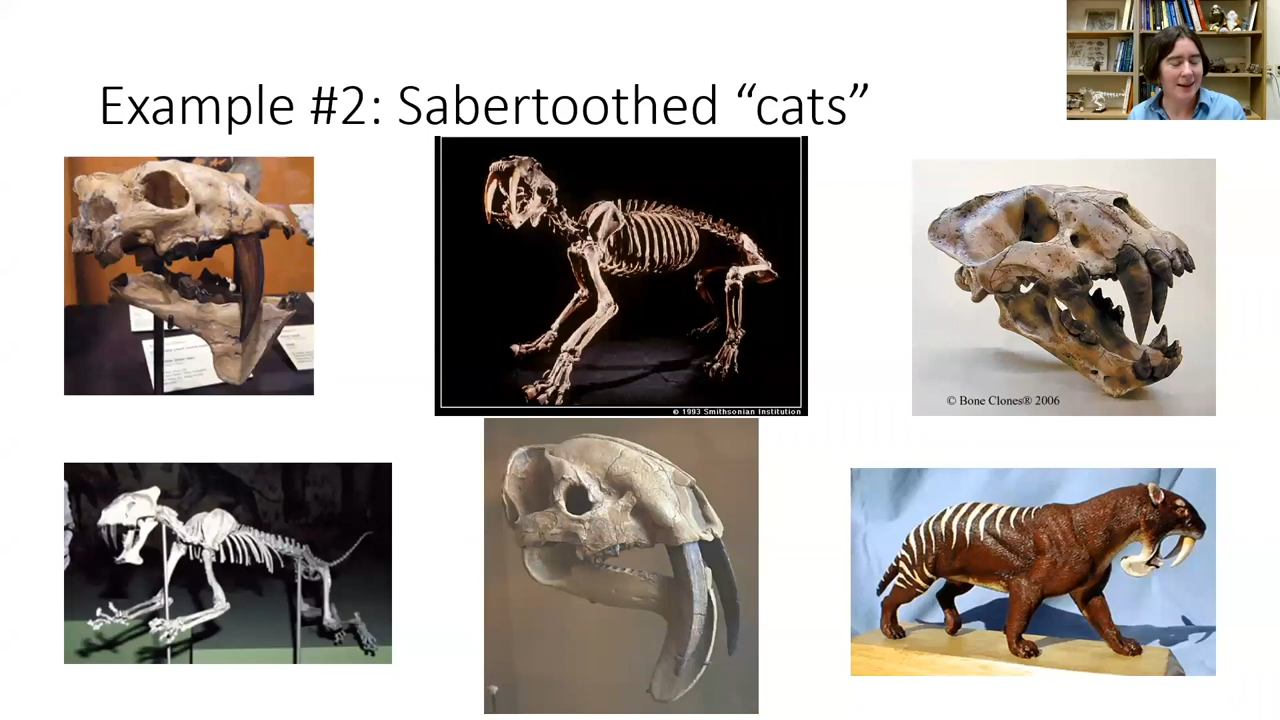 Example #2: Sabertoothed “cats”
© 1993 Smithsonian Institution
© Bone Clones® 2006